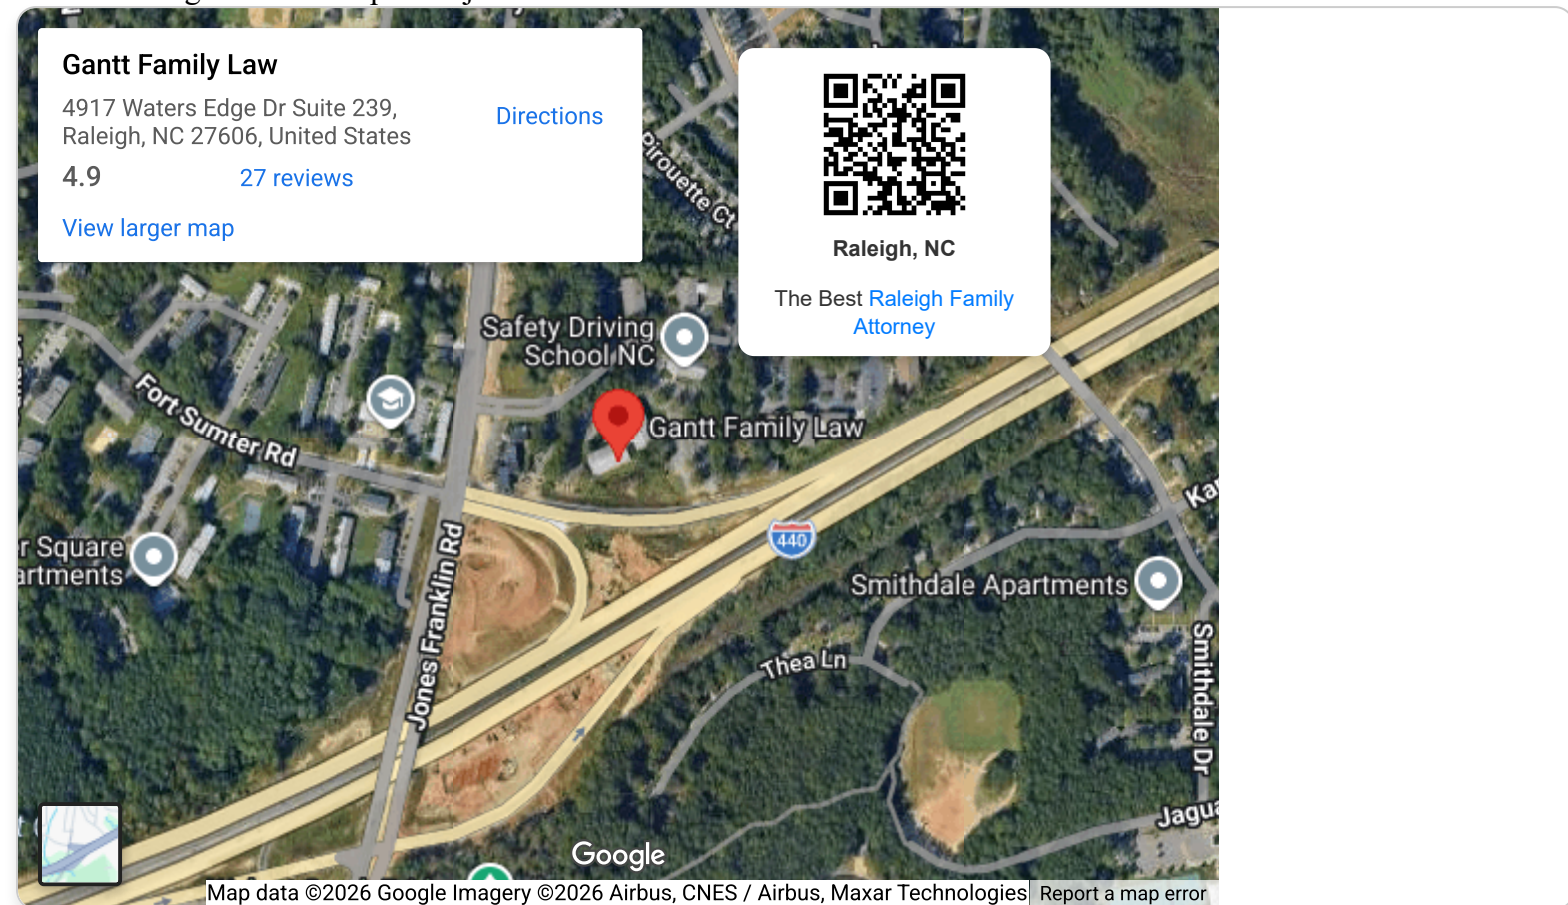 Gantt Family Law
4917 Waters Edge Dr Suite 239,
Raleigh, NC 27606, United States
Directions
4.9
27 reviews
View larger map
Raleigh, NC
The Best Raleigh Family
Attorney
Pirouette Ct
Safety Driving
School NC
Fort Sumter Rd
Gantt Family Law
440
r Square
artments
Jones Franklin Rd
Smithdale Apartments
Thea Ln
Smithdale Dr
Google
Map data ©2026 Google Imagery ©2026 Airbus, CNES / Airbus, Maxar Technologies
Report a map error